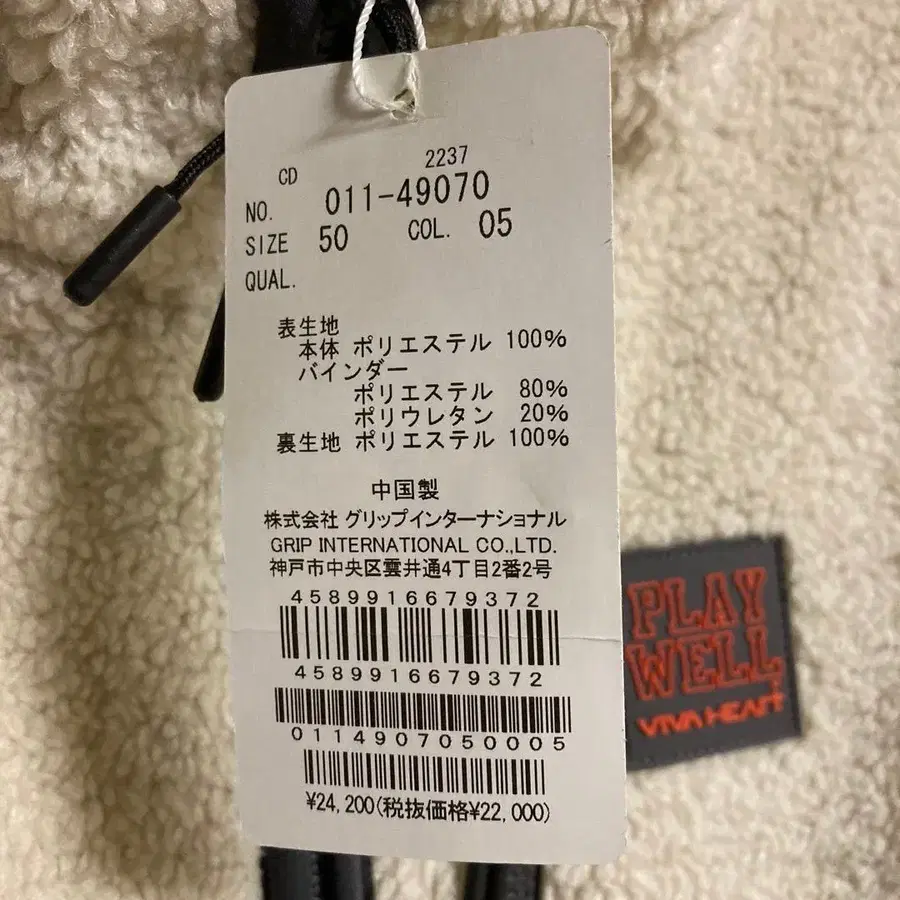 CD 2237
NO. 011-49070
SIZE 50 COL. 05
QUAL.
表生地
本体 ポリエステル 100%
バインダー
ポリエステル 80%
ポリウレタン 20%
裏生地 ポリエステル 100%
中国製
株式会社 グリップインターナショナル
GRIP INTERNATIONAL CO.,LTD.
神戸市中央区雲井通4丁目2番2号
4589916679372
4589916679372
0114907050005
¥24,200(税抜価格¥22,000)
PLAY
WELL
VIVA HEART